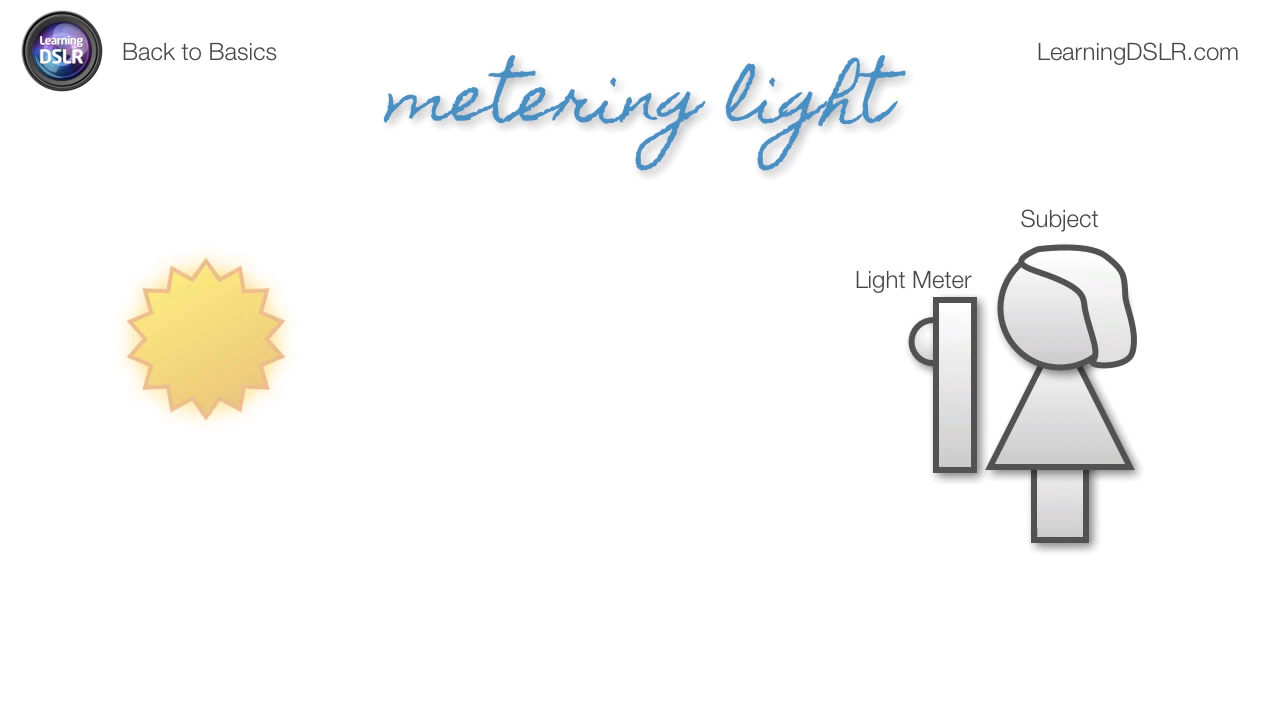 Learning
DSLR
Back to Basics
LearningDSLR.com
metering light
Subject
Light Meter